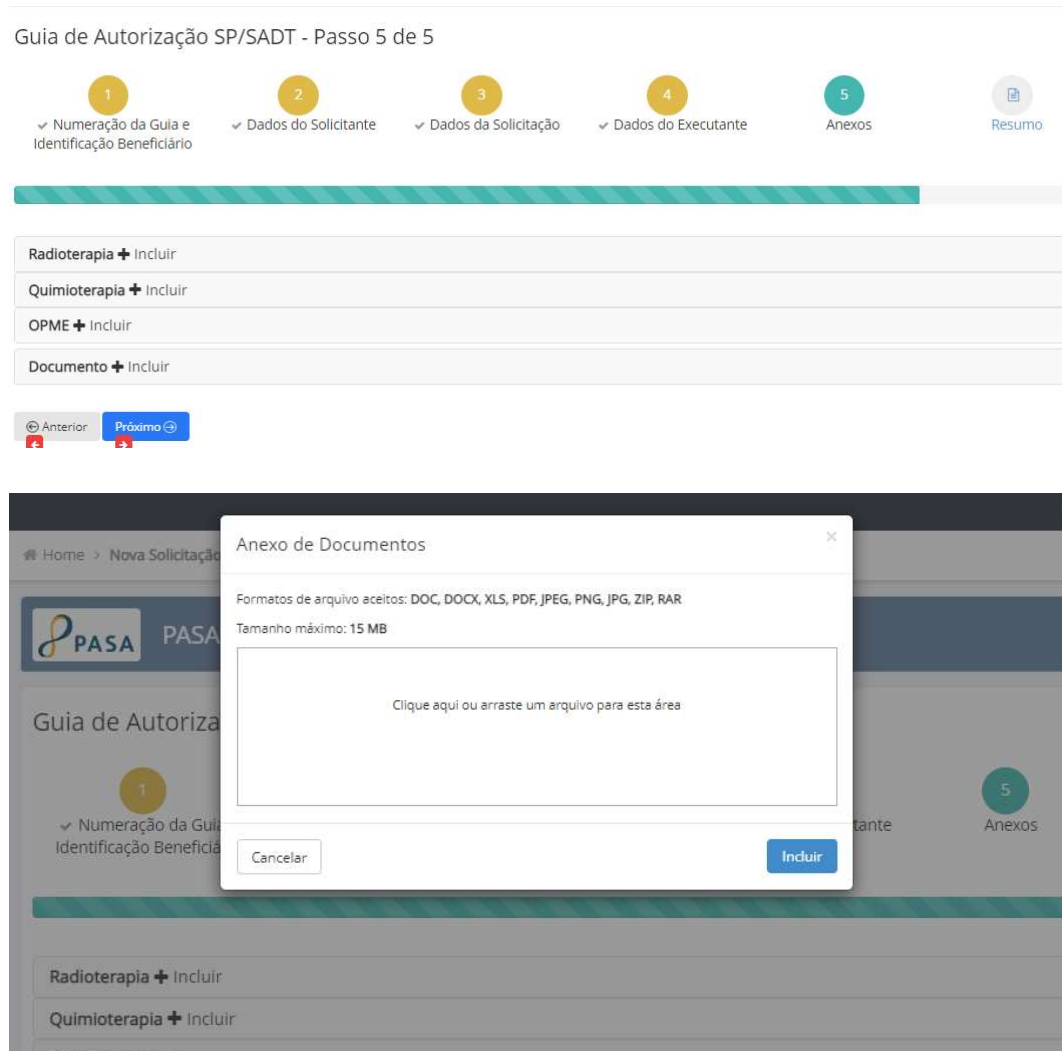 Guia de Autorização SP/SADT - Passo 5 de 5
1
2
3
4
5
Numeração da Guia e
Identificação Beneficiário
Dados do Solicitante
Dados da Solicitação
Dados do Executante
Anexos
Resumo
Radioterapia + Incluir
Quimioterapia + Incluir
OPME + Incluir
Documento + Incluir
Anterior
Próximo
Home > Nova Solicitação
Anexo de Documentos
×
Formatos de arquivo aceitos: DOC, DOCX, XLS, PDF, JPEG, PNG, JPG, ZIP, RAR
Tamanho máximo: 15 MB
PASA
PASA
Clique aqui ou arraste um arquivo para esta área
Guia de Autoriza
1
5
Numeração da Guia
Identificação Beneficiá
tante
Anexos
Cancelar
Incluir
Radioterapia + Incluir
Quimioterapia + Incluir